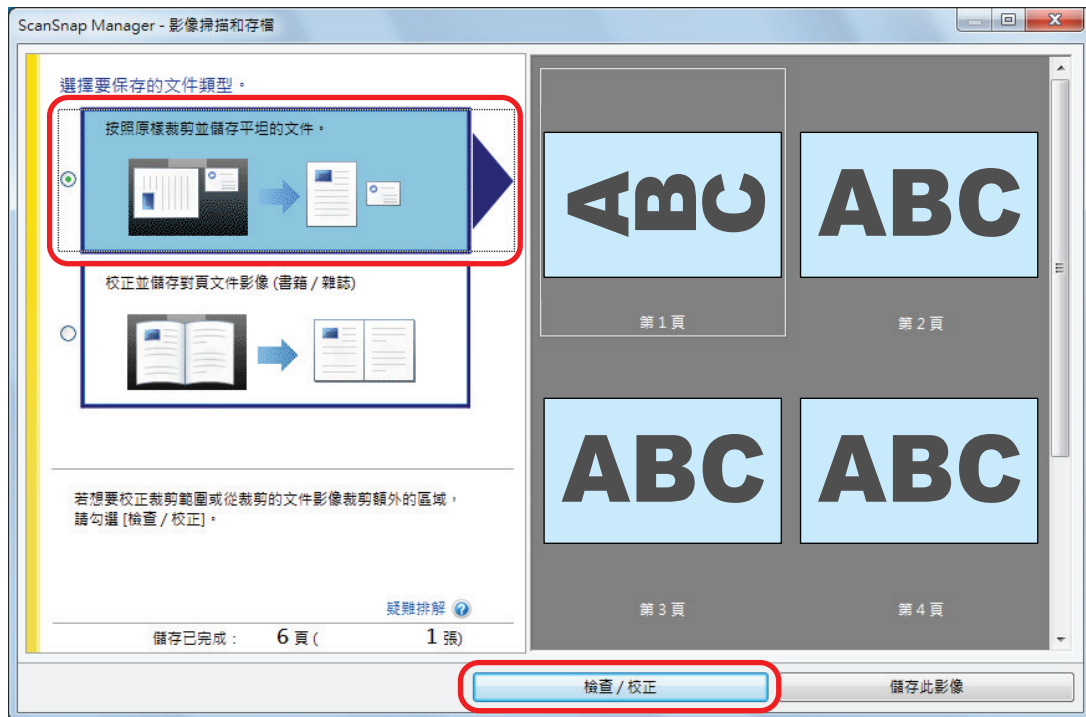 ScanSnap Manager - 影像掃描和存檔
選擇要保存的文件類型。
按照原樣裁剪並儲存平坦的文件。
校正並儲存對頁文件影像 (書籍 / 雜誌)
若想要校正裁剪範圍或從裁剪的文件影像裁剪額外的區域，
請勾選 [檢查 / 校正]。
疑難排解
儲存已完成： 6 頁 ( 1 張)
ABC
第 1 頁
ABC
第 2 頁
ABC
第 3 頁
ABC
第 4 頁
檢查 / 校正
儲存此影像